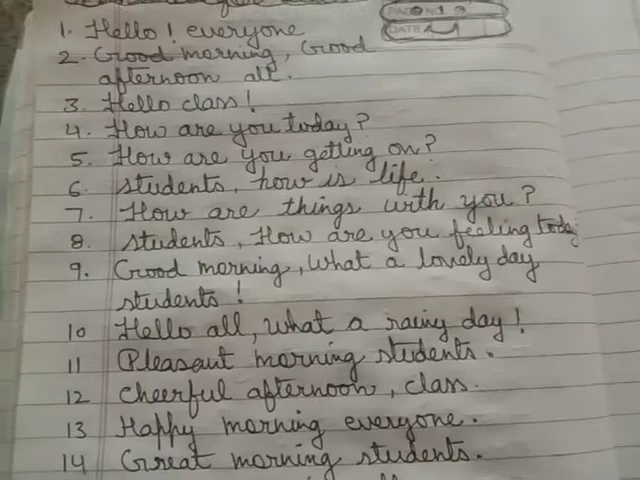 PAGE NO
DATE
1. Hello! everyone
2. Good morning, Good
afternoon all.
3. Hello class!
4. How are you today?
5. How are you getting on?
6. students, how is life.
7. How are things with you?
8. students, How are you feeling today
9. Good morning, What a lovely day
students!
10 Hello all, what a rainy day!
11 Pleasant morning students.
12 cheerful afternoon, class.
13 Happy morning everyone.
14 Great morning students.